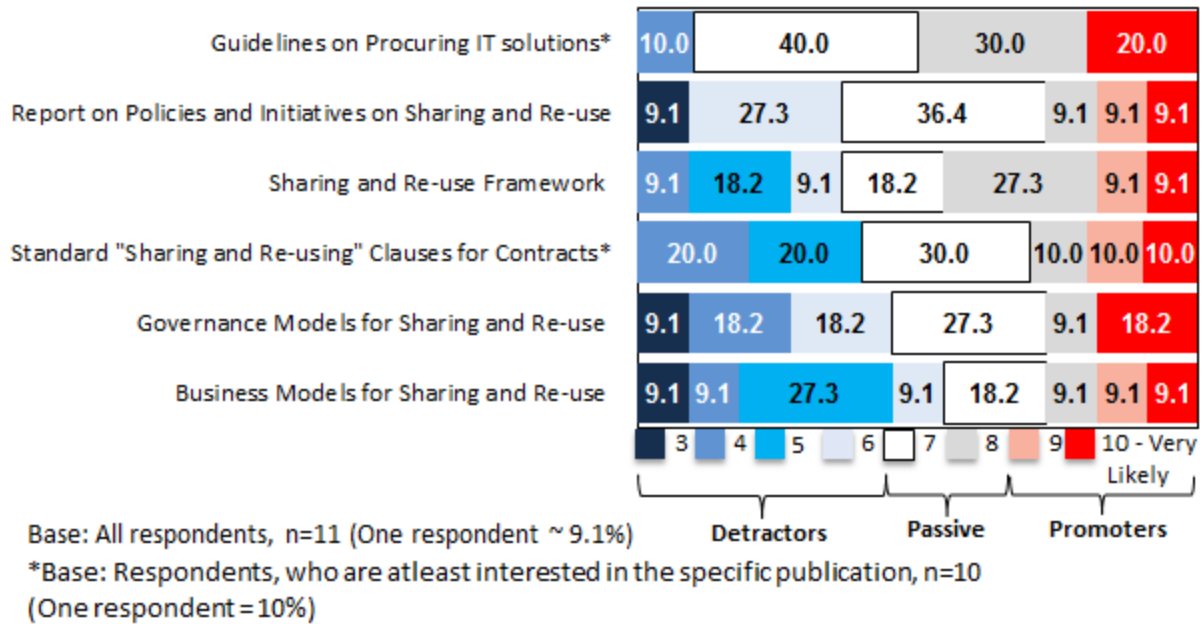 Guidelines on Procuring IT solutions* 10.0 40.0 30.0 20.0
Report on Policies and Initiatives on Sharing and Re-use 9.1 27.3 36.4 9.1 9.1 9.1
Sharing and Re-use Framework 9.1 18.2 9.1 18.2 27.3 9.1 9.1
Standard "Sharing and Re-using" Clauses for Contracts* 20.0 20.0 30.0 10.0 10.0 10.0
Governance Models for Sharing and Re-use 9.1 18.2 18.2 27.3 9.1 18.2
Business Models for Sharing and Re-use 9.1 9.1 27.3 9.1 18.2 9.1 9.1 9.1
3 4 5 6 7 8 9 10 - Very
Likely
Detractors Passive Promoters
Base: All respondents, n=11 (One respondent ~ 9.1%)
*Base: Respondents, who are atleast interested in the specific publication, n=10
(One respondent = 10%)